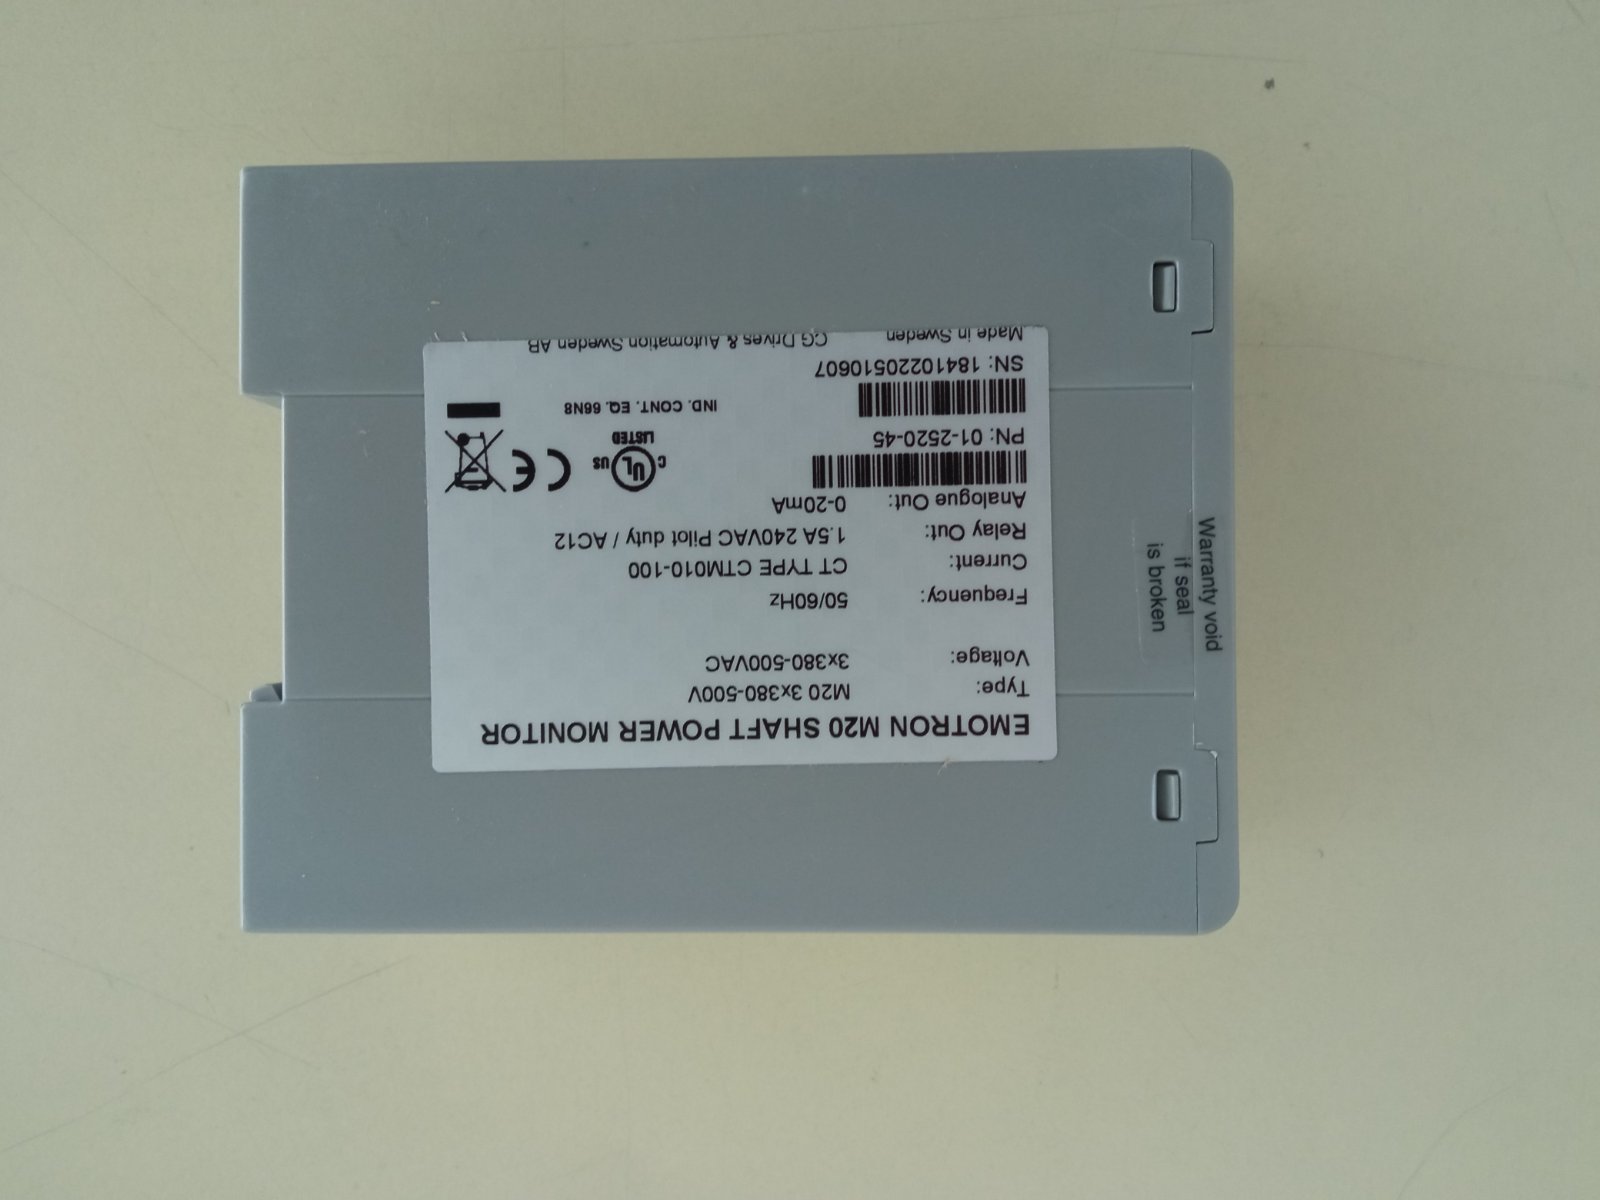 EMOTRON M20 SHAFT POWER MONITOR
Type: M20 3x380-500V
Voltage: 3x380-500VAC
Frequency: 50/60Hz
Current: CT TYPE CTM010-100
Relay Out: 1.5A 240VAC Pilot duty / AC12
Analogue Out: 0-20mA
PN: 01-2520-45
SN: 18410220510607
Made in Sweden CG Drives & Automation Sweden AB
C UL US
LISTED
CE
IND. CONT. EQ. 66N8
Warranty void
if seal
is broken